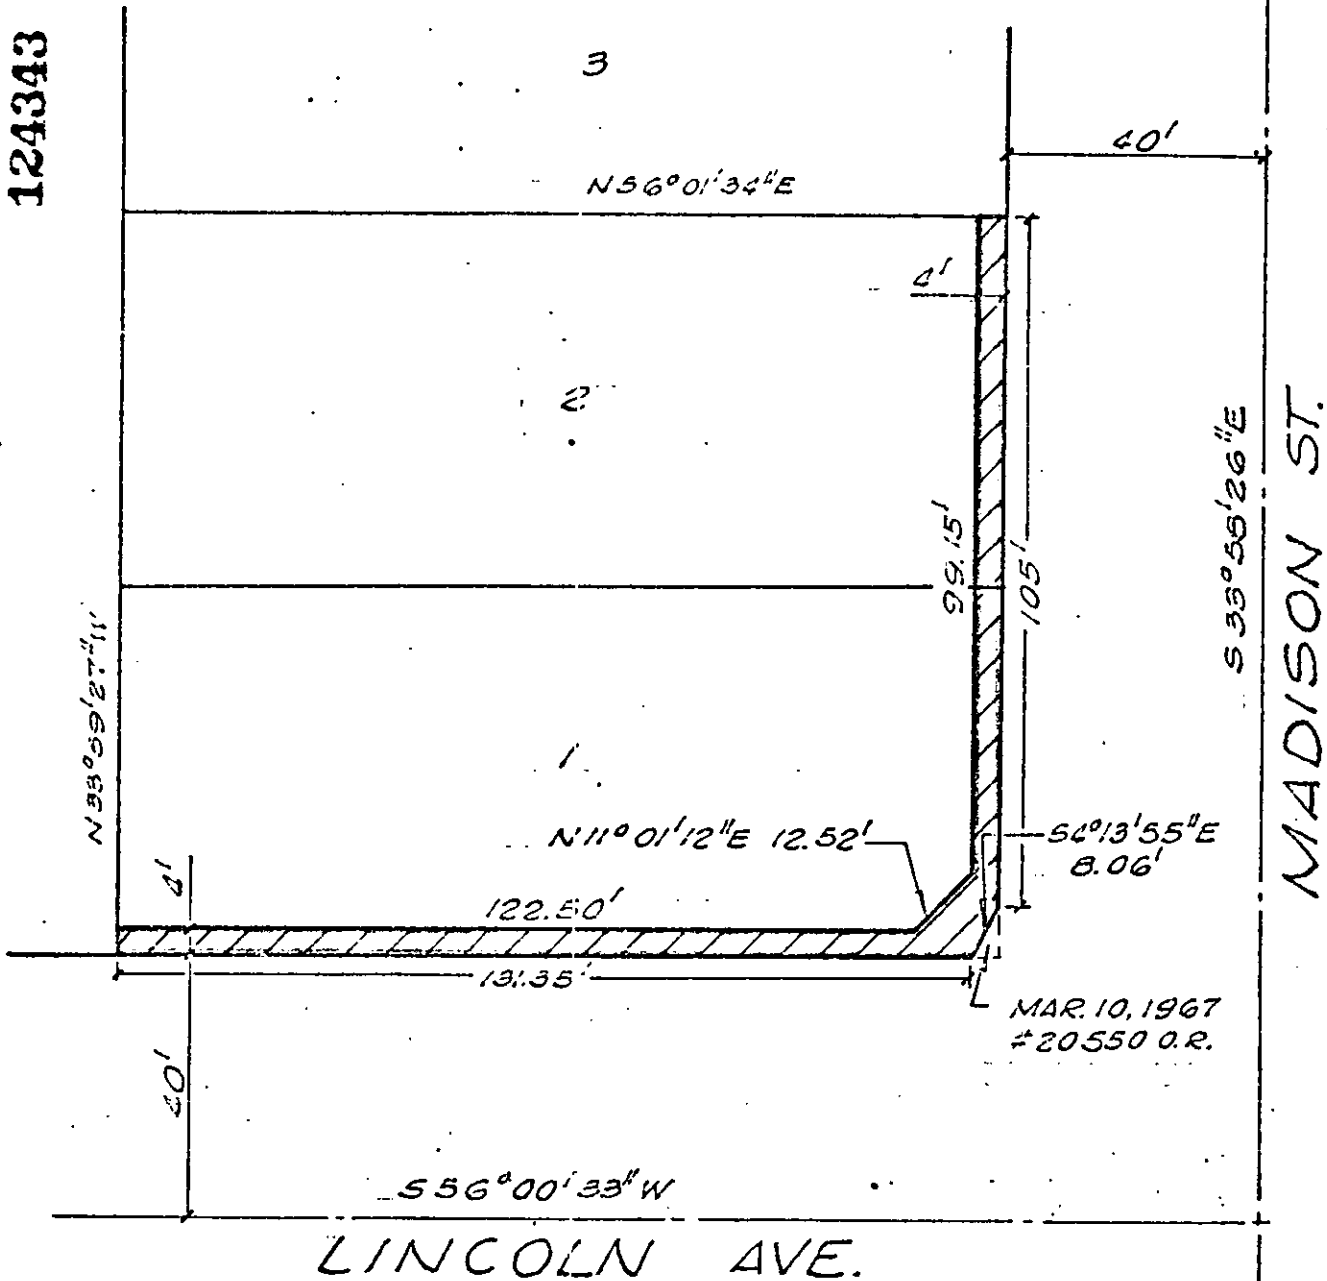 124343
3
40'
N56°01'34"E
4'
2
99.15'
105'
S33°58'26"E
MADISON ST.
N33°59'27"W
1
N11°01'12"E 12.52'
S4°13'55"E
8.06'
4'
122.50'
131.35'
MAR. 10, 1967
#20550 O.R.
40'
S56°00'33"W
LINCOLN AVE.